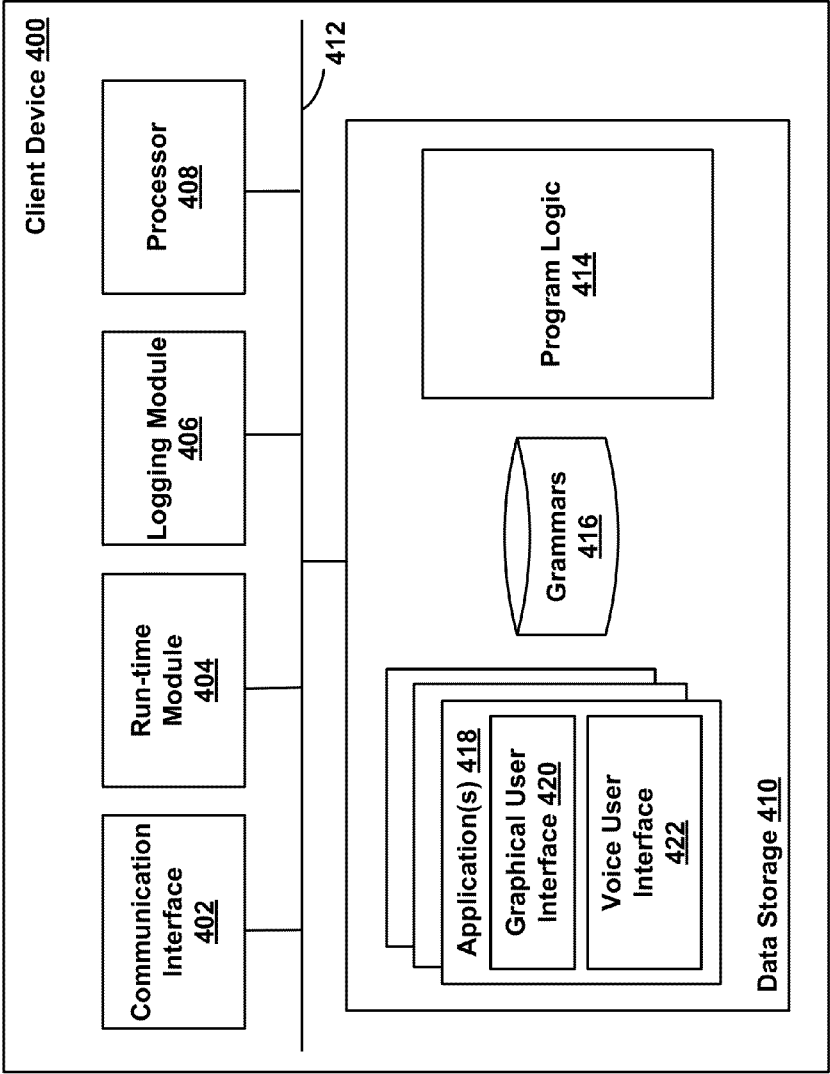 Client Device 400
Communication
Interface
402
Run-time
Module
404
Logging Module
406
Processor
408
412
Application(s) 418
Graphical User
Interface 420
Voice User
Interface
422
Grammars
416
Program Logic
414
Data Storage 410